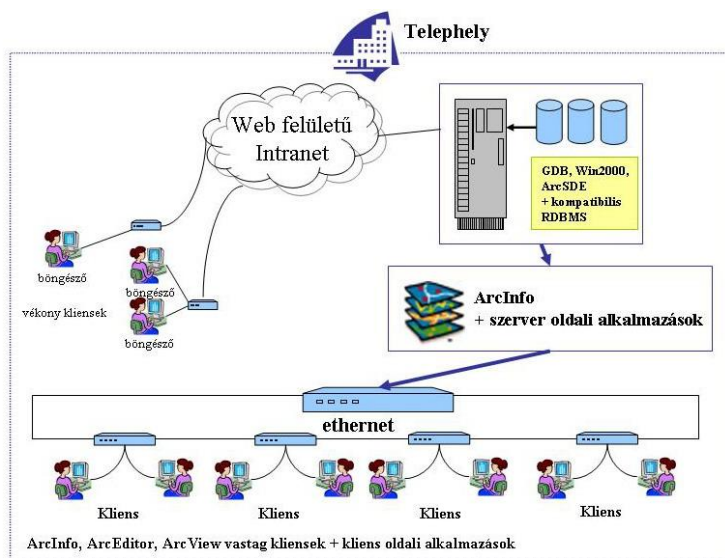 Telephely
Web felületű
Intranet
GDB, Win2000,
ArcSDE
+ kompatibilis
RDBMS
böngésző
böngésző
vékony kliensek
böngésző
ArcInfo
+ szerver oldali alkalmazások
ethernet
Kliens
Kliens
Kliens
Kliens
ArcInfo, ArcEditor, ArcView vastag kliensek + kliens oldali alkalmazások